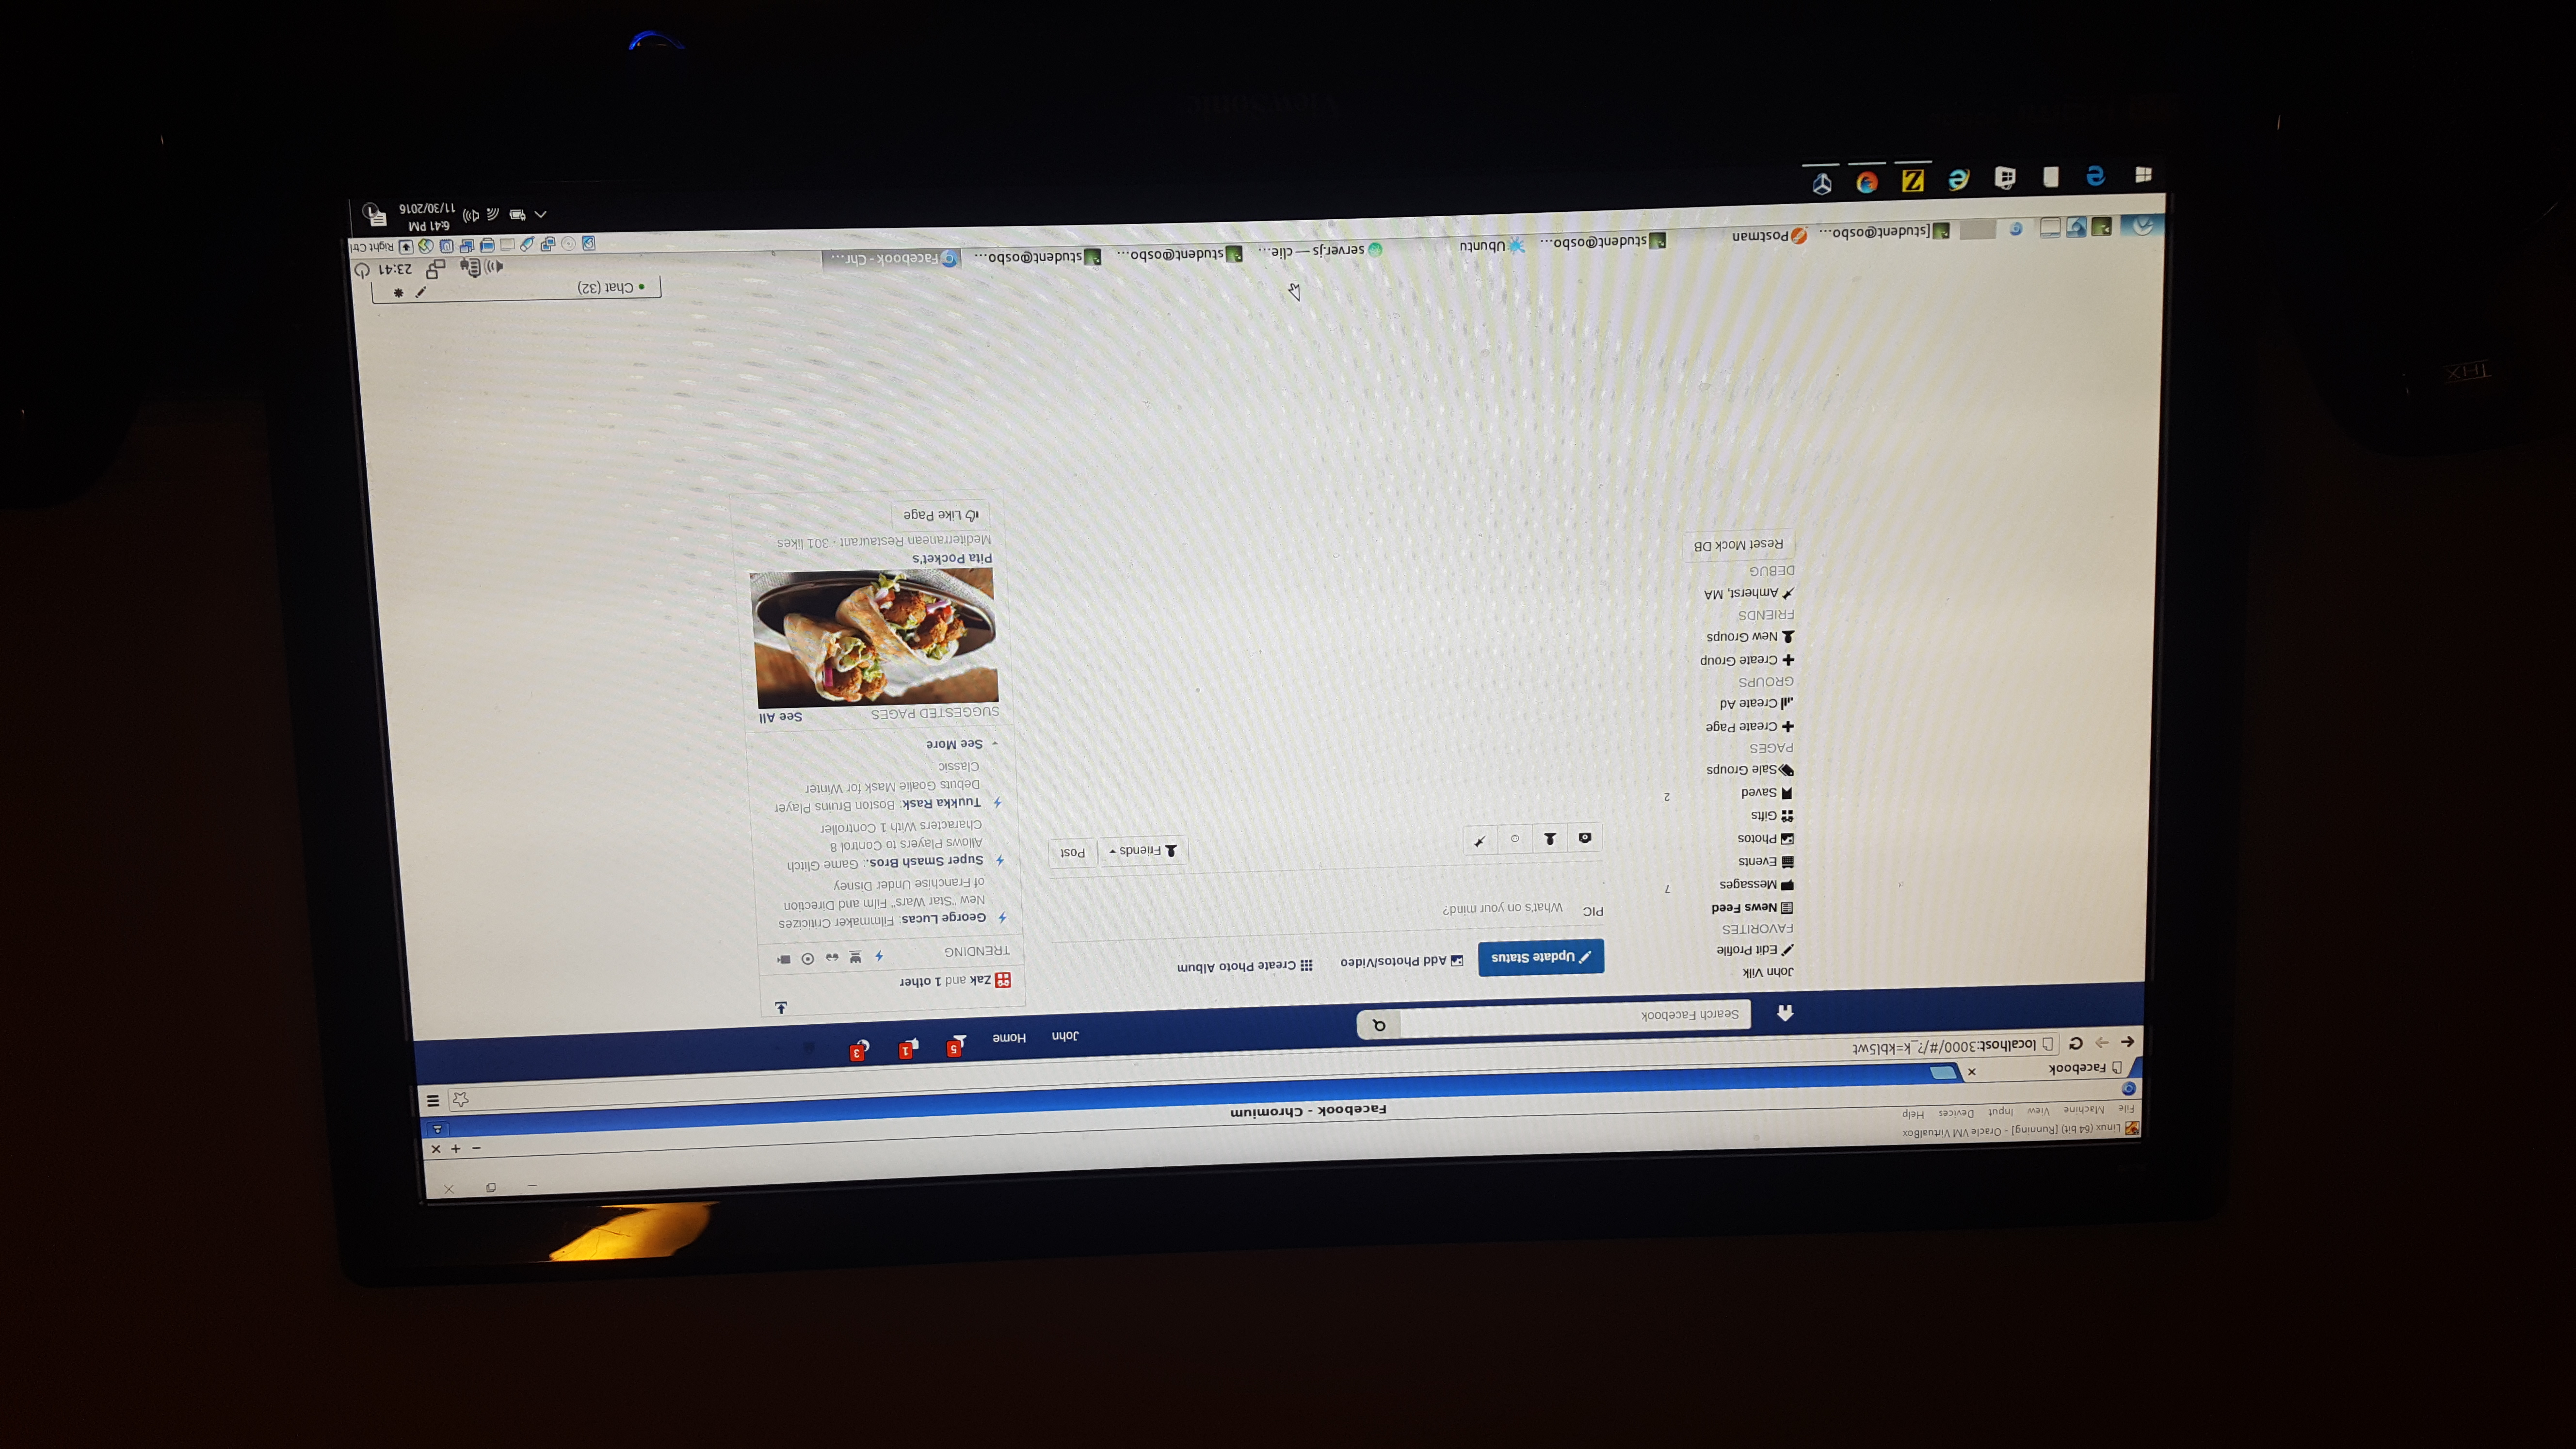 Linux (64 bit) [Running] - Oracle VM VirtualBox
File Machine View Input Devices Help
Facebook - Chromium
Facebook
localhost:3000/#/?_k=kbl5wt
Search Facebook
John Home 5 1 3
John Vilk
Edit Profile
FAVORITES
News Feed
Messages 7
Events
Photos
Gifts
Saved 2
Sale Groups
PAGES
Create Page
Create Ad
GROUPS
Create Group
New Groups
FRIENDS
Amherst, MA
DEBUG
Reset Mock DB
Update Status Add Photos/Video Create Photo Album
PIC What's on your mind?
Friends Post
Zak and 1 other
TRENDING
George Lucas: Filmmaker Criticizes
New "Star Wars" Film and Direction
of Franchise Under Disney
Super Smash Bros.: Game Glitch
Allows Players to Control 8
Characters With 1 Controller
Tuukka Rask: Boston Bruins Player
Debuts Goalie Mask for Winter
Classic
See More
SUGGESTED PAGES See All
Pita Pocket's
Mediterranean Restaurant · 301 likes
Like Page
Chat (32)
[student@osbo... Postman student@osbo... Ubuntu server.js — clie... student@osbo... student@osbo... Facebook - Chr... 23:41
Right Ctrl
6:41 PM
11/30/2016
1
THX
ViewSonic